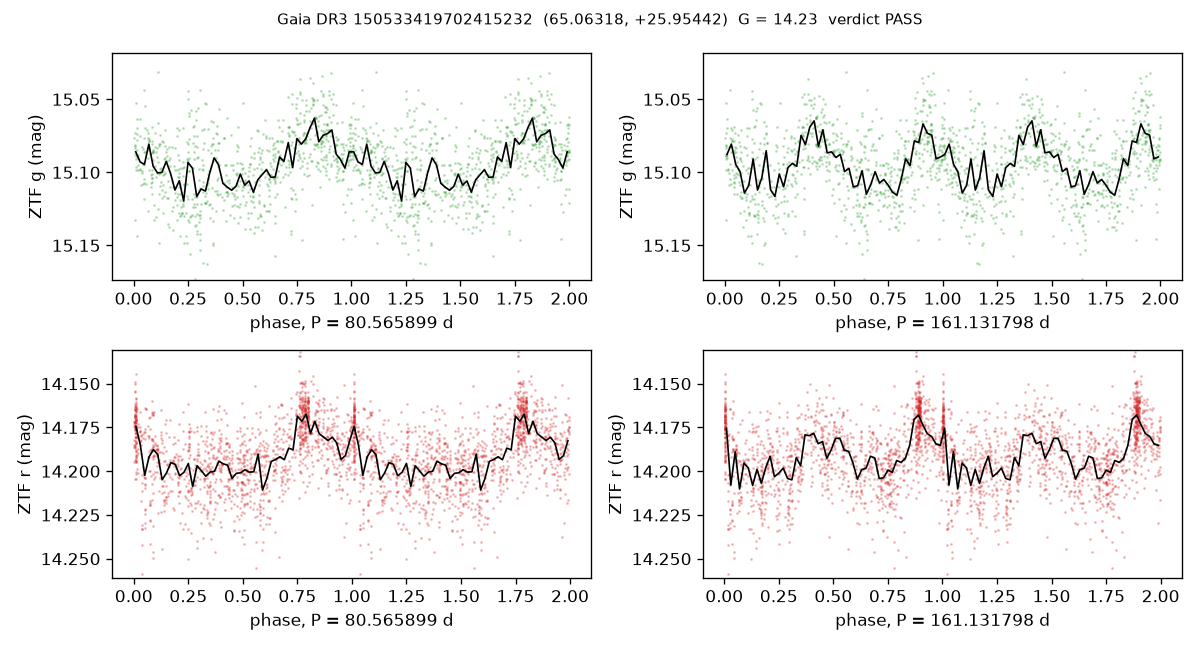 Gaia DR3 150533419702415232  (65.06318, +25.95442)  G = 14.23  verdict PASS
ZTF g (mag)
15.05
15.10
15.15
0.00 0.25 0.50 0.75 1.00 1.25 1.50 1.75 2.00
phase, P = 80.565899 d
ZTF g (mag)
15.05
15.10
15.15
0.00 0.25 0.50 0.75 1.00 1.25 1.50 1.75 2.00
phase, P = 161.131798 d
ZTF r (mag)
14.150
14.175
14.200
14.225
14.250
0.00 0.25 0.50 0.75 1.00 1.25 1.50 1.75 2.00
phase, P = 80.565899 d
ZTF r (mag)
14.150
14.175
14.200
14.225
14.250
0.00 0.25 0.50 0.75 1.00 1.25 1.50 1.75 2.00
phase, P = 161.131798 d